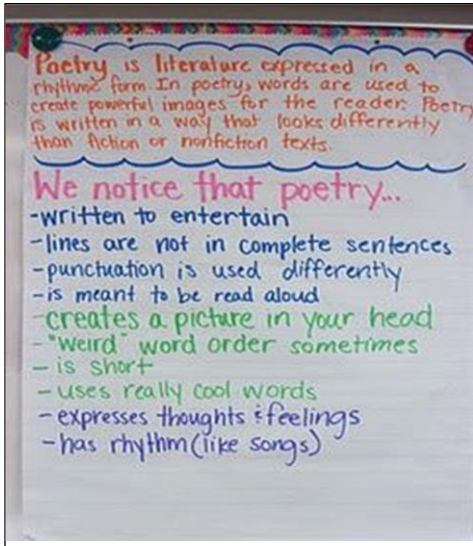 Poetry is literature expressed in a
rhythmic form. In poetry, words are used to
create powerful images for the reader. Poetry
is written in a way that looks differently
than fiction or nonfiction texts.
We notice that poetry...
-written to entertain
-lines are not in complete sentences
-punctuation is used differently
-is meant to be read aloud
-creates a picture in your head
-"weird" word order sometimes
-is short
-uses really cool words
-expresses thoughts & feelings
-has rhythm (like songs)